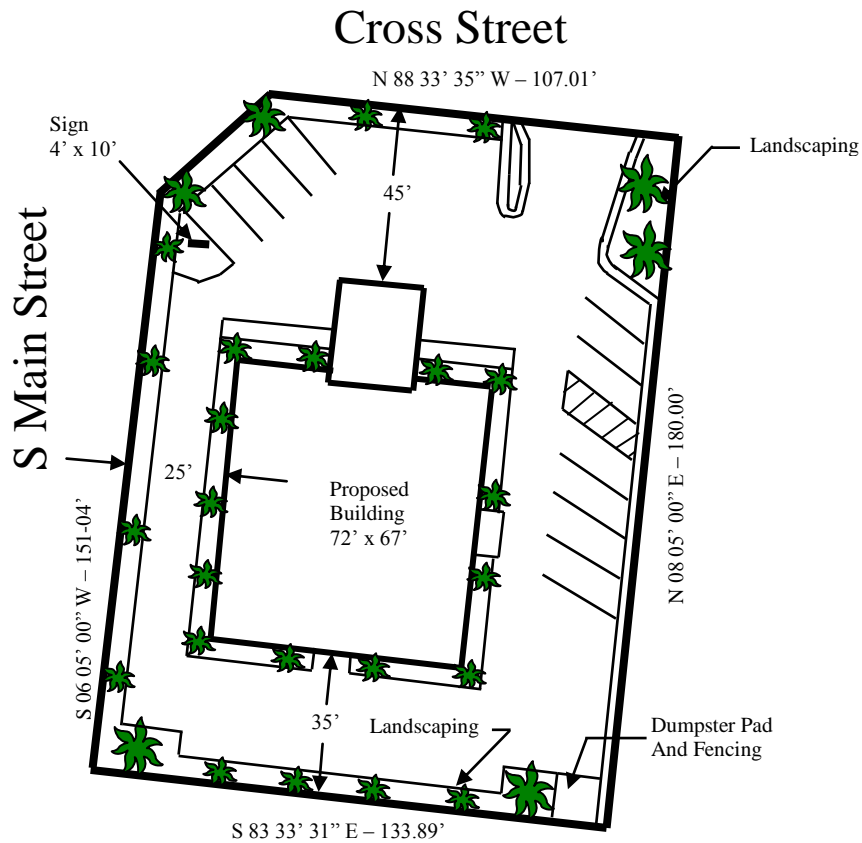 Cross Street
N 88 33' 35” W – 107.01'
Sign
4' x 10'
Landscaping
45'
S Main Street
25'
Proposed
Building
72' x 67'
S 06 05' 00” W – 151-04'
N 08 05' 00” E – 180.00'
35'
Landscaping
Dumpster Pad
And Fencing
S 83 33' 31” E – 133.89'